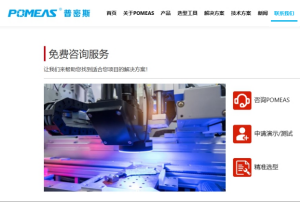 POMEAS® 普密斯
首页 关于POMEAS 产品 选型工具 解决方案 技术方案 新闻 联系我们
免费咨询服务
让我们来帮助您找到适合您项目的解决方案!
咨询POMEAS
申请演示/测试
精准选型